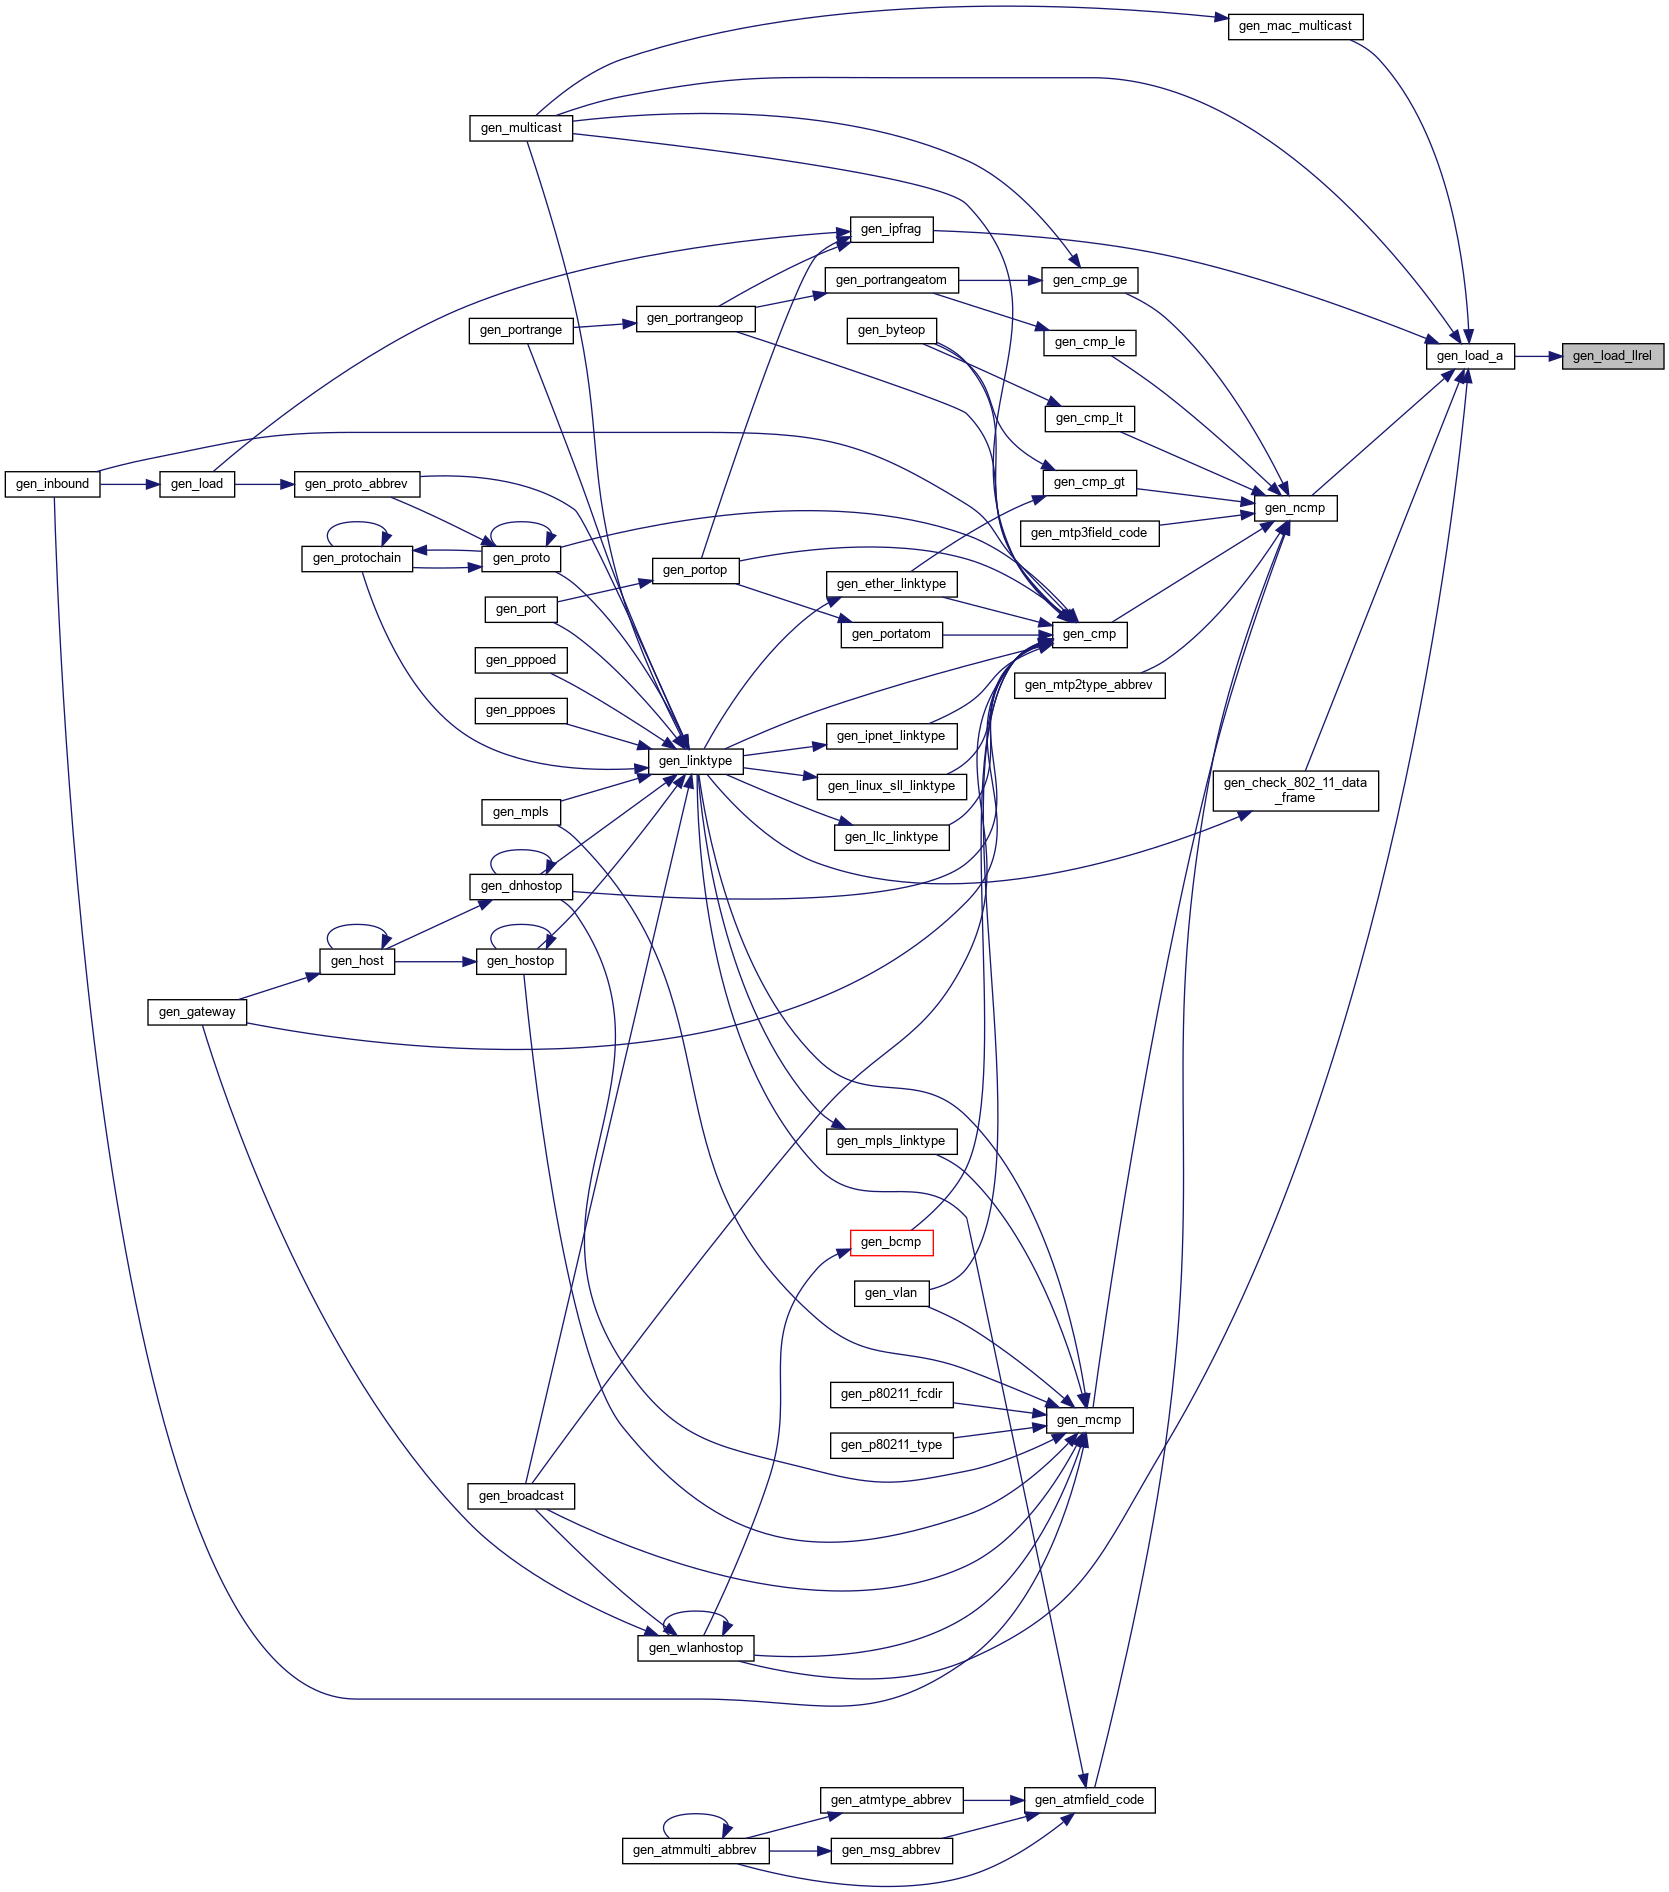 gen_mac_multicast
gen_multicast
gen_ipfrag
gen_portrangeatom
gen_cmp_ge
gen_portrangeop
gen_portrange
gen_byteop
gen_cmp_le
gen_load_a
gen_load_llrel
gen_cmp_lt
gen_inbound
gen_load
gen_proto_abbrev
gen_cmp_gt
gen_ncmp
gen_mtp3field_code
gen_protochain
gen_proto
gen_portop
gen_ether_linktype
gen_port
gen_portatom
gen_cmp
gen_pppoed
gen_mtp2type_abbrev
gen_pppoes
gen_ipnet_linktype
gen_linktype
gen_linux_sll_linktype
gen_check_802_11_data
_frame
gen_mpls
gen_llc_linktype
gen_dnhostop
gen_host
gen_hostop
gen_gateway
gen_mpls_linktype
gen_bcmp
gen_vlan
gen_p80211_fcdir
gen_mcmp
gen_p80211_type
gen_broadcast
gen_wlanhostop
gen_atmtype_abbrev
gen_atmfield_code
gen_atmmulti_abbrev
gen_msg_abbrev